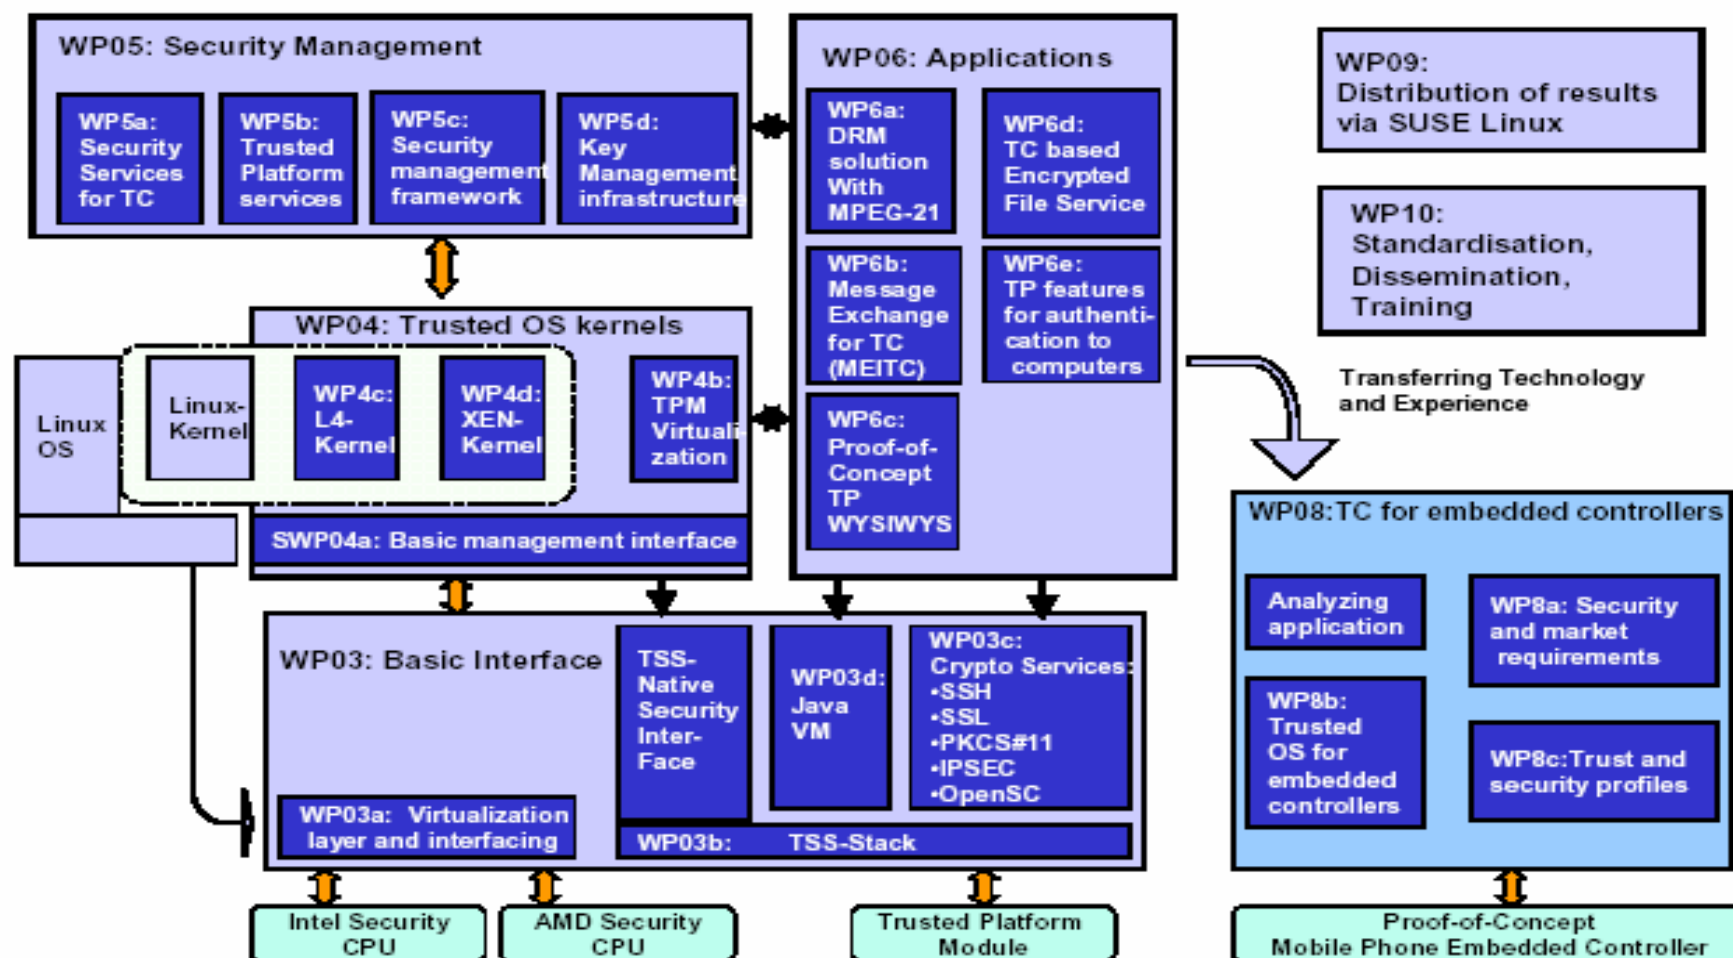 WP05: Security Management
WP5a:
Security
Services
for TC
WP5b:
Trusted
Platform
services
WP5c:
Security
management
framework
WP5d:
Key
Management
infrastructure
WP06: Applications
WP6a:
DRM
solution
With
MPEG-21
WP6d:
TC based
Encrypted
File Service
WP6b:
Message
Exchange
for TC
(MEITC)
WP6e:
TP features
for authenti-
cation to
computers
WP6c:
Proof-of-
Concept
TP
WYSIWYS
WP09:
Distribution of results
via SUSE Linux
WP10:
Standardisation,
Dissemination,
Training
Transferring Technology
and Experience
WP04: Trusted OS kernels
Linux
OS
Linux-
Kernel
WP4c:
L4-
Kernel
WP4d:
XEN-
Kernel
WP4b:
TPM
Virtuali-
zation
SWP04a: Basic management interface
WP03: Basic Interface
TSS-
Native
Security
Inter-
Face
WP03d:
Java
VM
WP03c:
Crypto Services:
•SSH
•SSL
•PKCS#11
•IPSEC
•OpenSC
WP03a: Virtualization
layer and interfacing
WP03b: TSS-Stack
WP08:TC for embedded controllers
Analyzing
application
WP8a: Security
and market
requirements
WP8b:
Trusted
OS for
embedded
controllers
WP8c:Trust and
security profiles
Intel Security
CPU
AMD Security
CPU
Trusted Platform
Module
Proof-of-Concept
Mobile Phone Embedded Controller